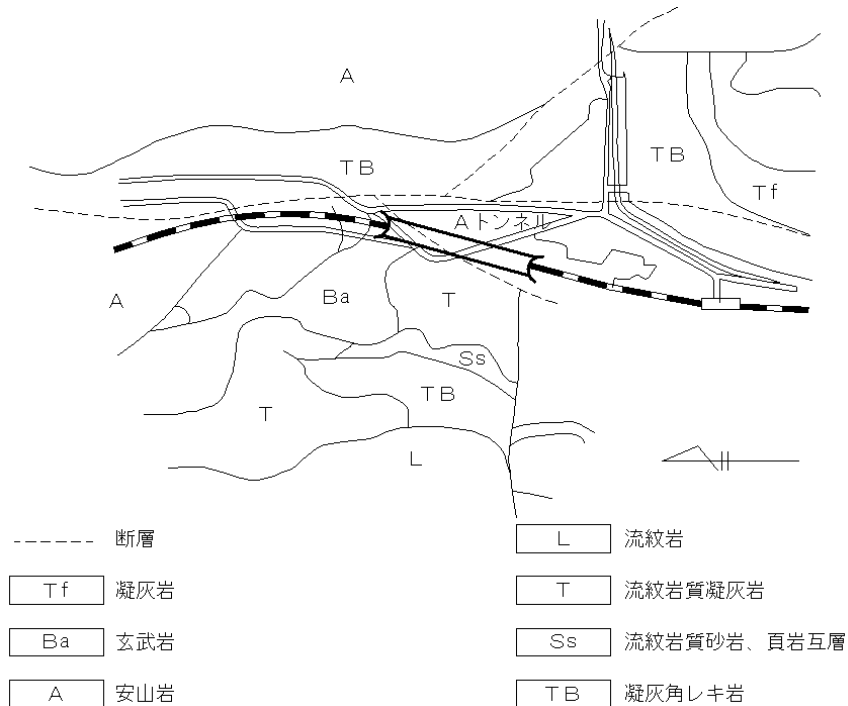 A
TB
TB
Tf
Aトンネル
A
Ba
T
Ss
TB
T
L
断層
L
流紋岩
Tf
凝灰岩
T
流紋岩質凝灰岩
Ba
玄武岩
Ss
流紋岩質砂岩、頁岩互層
A
安山岩
TB
凝灰角レキ岩